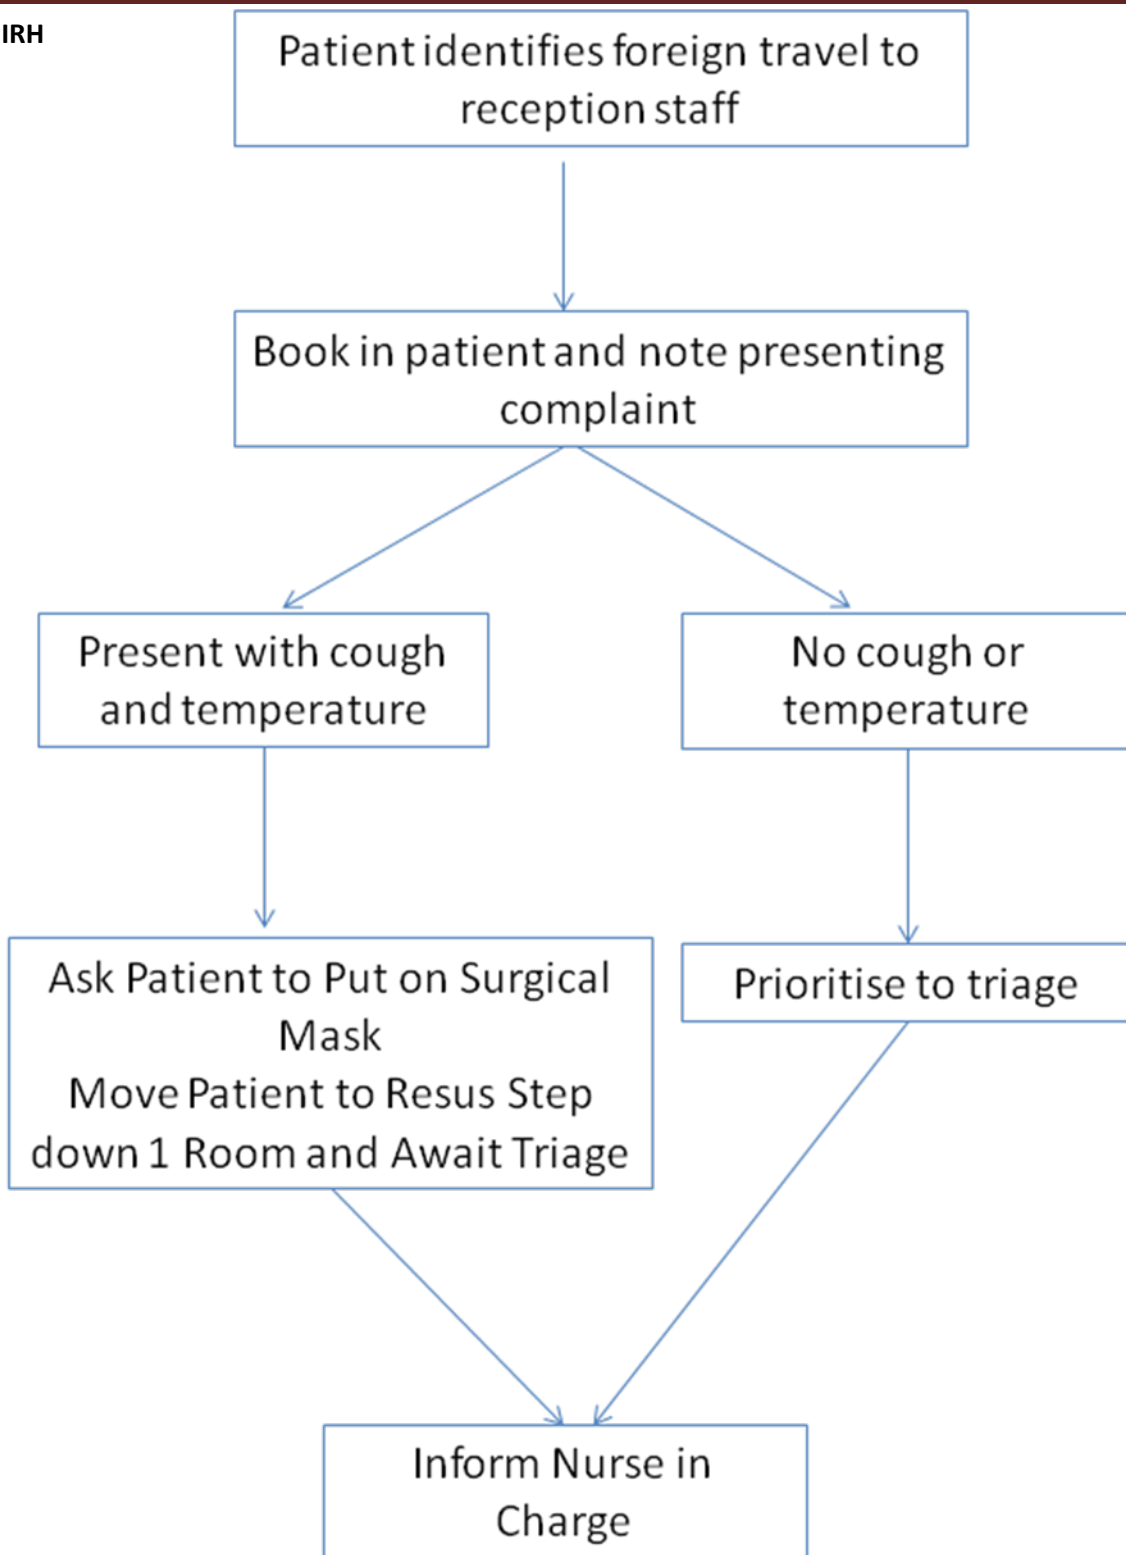 IRH
Patient identifies foreign travel to
reception staff
Book in patient and note presenting
complaint
Present with cough
and temperature
No cough or
temperature
Ask Patient to Put on Surgical
Mask
Move Patient to Resus Step
down 1 Room and Await Triage
Prioritise to triage
Inform Nurse in
Charge